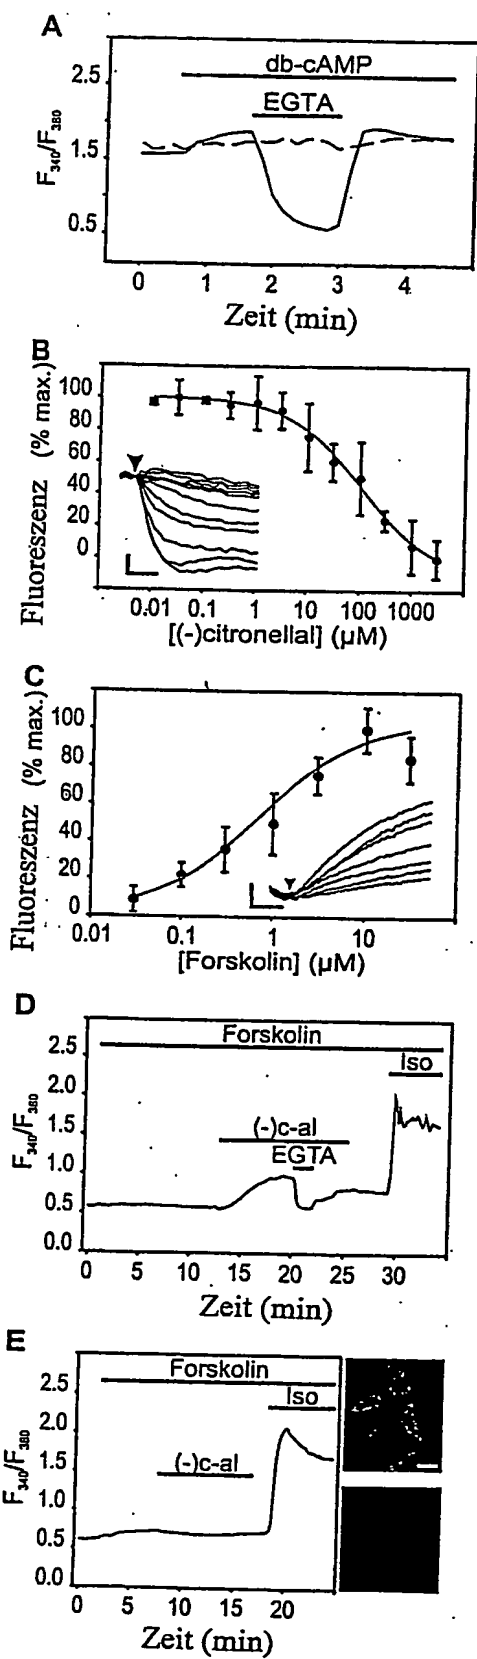 A
db-cAMP
EGTA
2.5
1.5
0.5
F340/F380
0 1 2 3 4
Zeit (min)
B
100
80
60
40
20
0
Fluoreszenz (% max.)
0.01 0.1 1 10 100 1000
[(-)citronellal] (µM)
C
100
80
60
40
20
0
Fluoreszenz (% max.)
0.01 0.1 1 10
[Forskolin] (µM)
D
Forskolin
Iso
(-)c-al
EGTA
2.5
2.0
1.5
1.0
0.5
0.0
F340/F380
0 5 10 15 20 25 30
Zeit (min)
E
Forskolin
Iso
(-)c-al
2.5
2.0
1.5
1.0
0.5
0.0
F340/F380
0 5 10 15 20
Zeit (min)